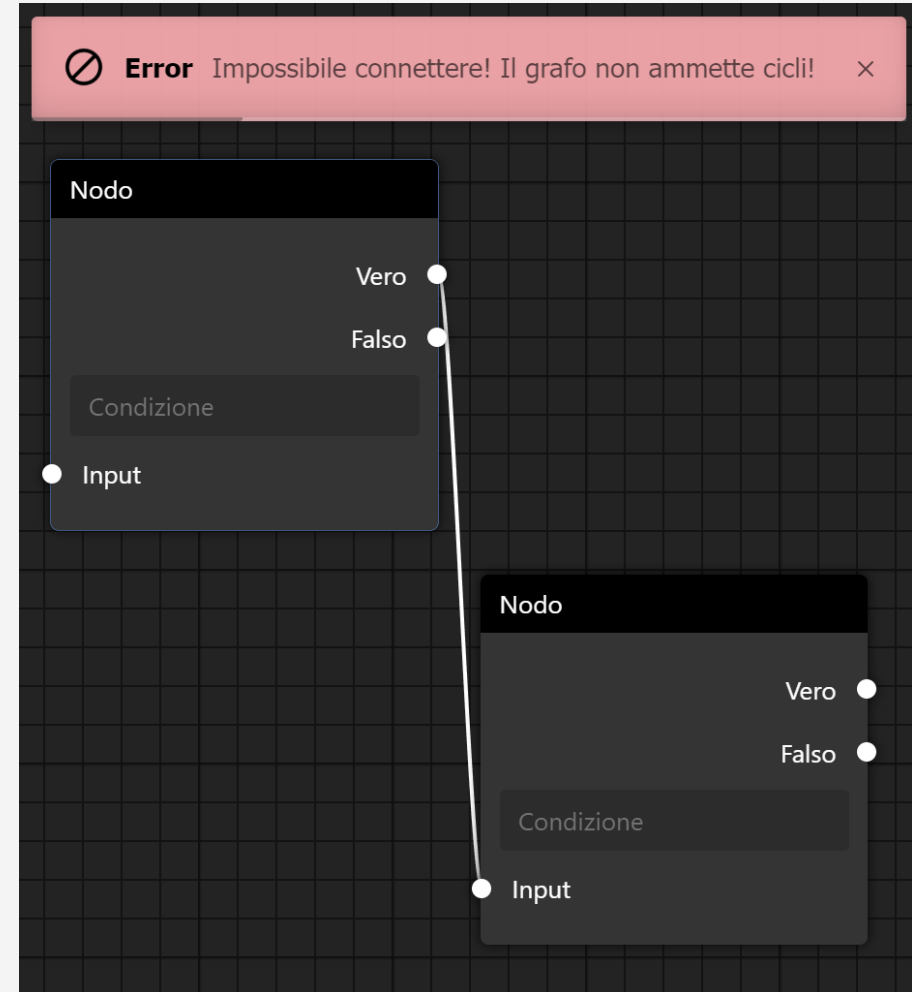 Error Impossibile connettere! Il grafo non ammette cicli! ×
Nodo
Vero
Falso
Condizione
Input
Nodo
Vero
Falso
Condizione
Input